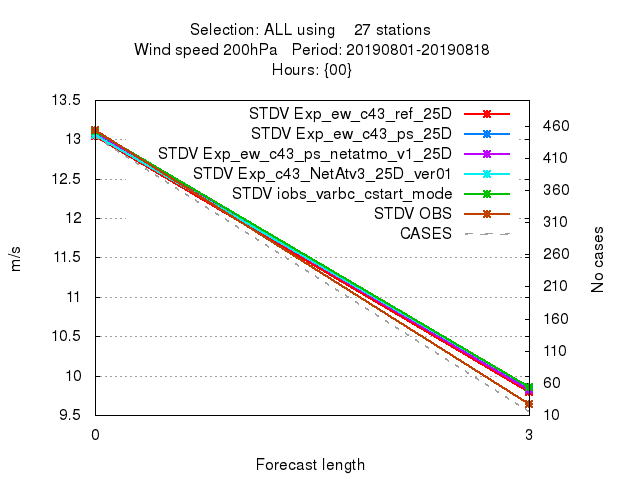 Selection: ALL using 27 stations
Wind speed 200hPa Period: 20190801-20190818
Hours: {00}
STDV Exp_ew_c43_ref_25D
STDV Exp_ew_c43_ps_25D
STDV Exp_ew_c43_ps_netatmo_v1_25D
STDV Exp_c43_NetAtv3_25D_ver01
STDV iobs_varbc_cstart_mode
STDV OBS
CASES
13.5
13
12.5
12
11.5
11
10.5
10
9.5
m/s
460
410
360
310
260
210
160
110
60
10
No cases
0
3
Forecast length